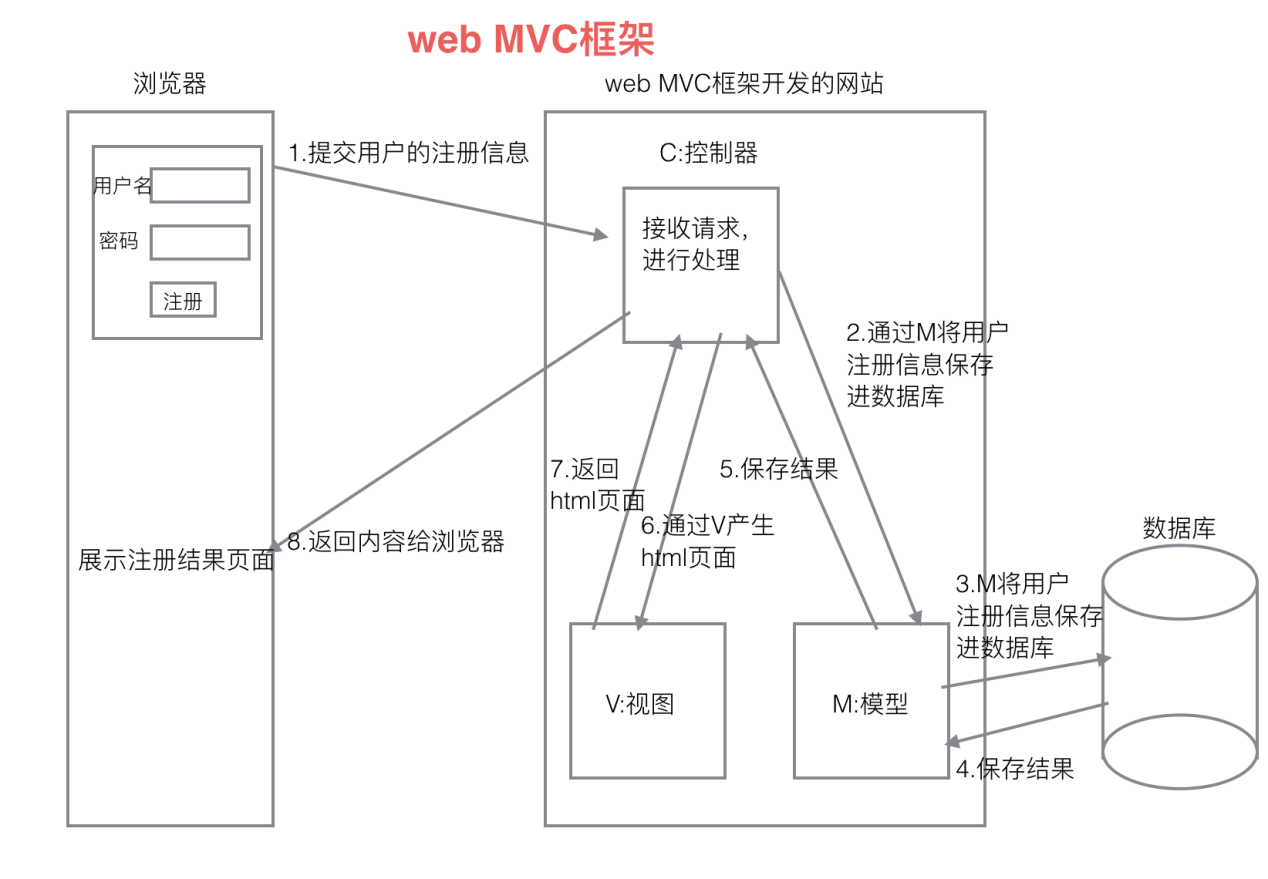 web MVC框架
浏览器
web MVC框架开发的网站
用户名
密码
注册
1.提交用户的注册信息
C:控制器
接收请求，
进行处理
2.通过M将用户
注册信息保存
进数据库
7.返回
html页面
5.保存结果
6.通过V产生
html页面
8.返回内容给浏览器
展示注册结果页面
数据库
3.M将用户
注册信息保存
进数据库
V:视图
M:模型
4.保存结果